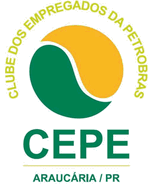 CLUBE DOS EMPREGADOS DA PETROBRAS
CEPE
ARAUCÁRIA / PR